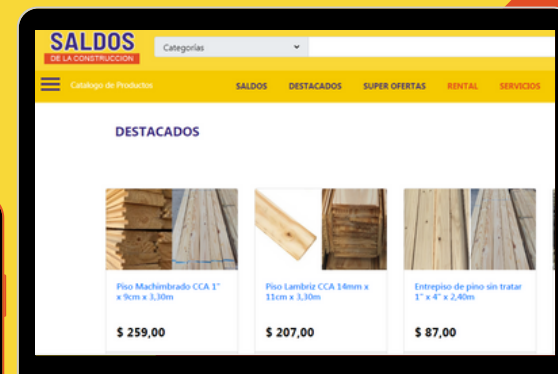 SALDOS
DE LA CONSTRUCCION
Categorías
Catalogo de Productos
SALDOS DESTACADOS SUPER OFERTAS RENTAL SERVICIOS
DESTACADOS
Piso Machimbrado CCA 1"
x 9cm x 3,30m
$ 259,00
Piso Lambriz CCA 14mm x
11cm x 3,30m
$ 207,00
Entrepiso de pino sin tratar
1" x 4" x 2,40m
$ 87,00